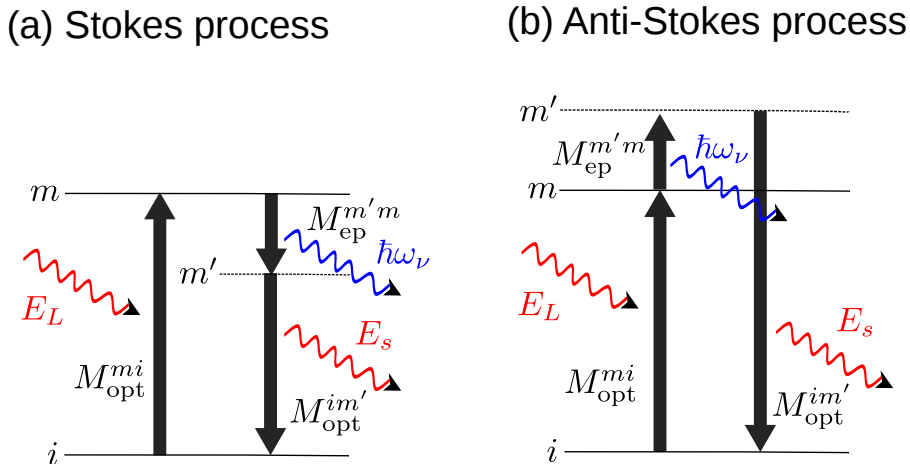 (a) Stokes process
(b) Anti-Stokes process
m
M_ep^{m'm}
ħω_ν
m'
E_L
E_s
M_opt^{mi}
M_opt^{im'}
i
m'
M_ep^{m'm}
ħω_ν
m
E_L
E_s
M_opt^{mi}
M_opt^{im'}
i